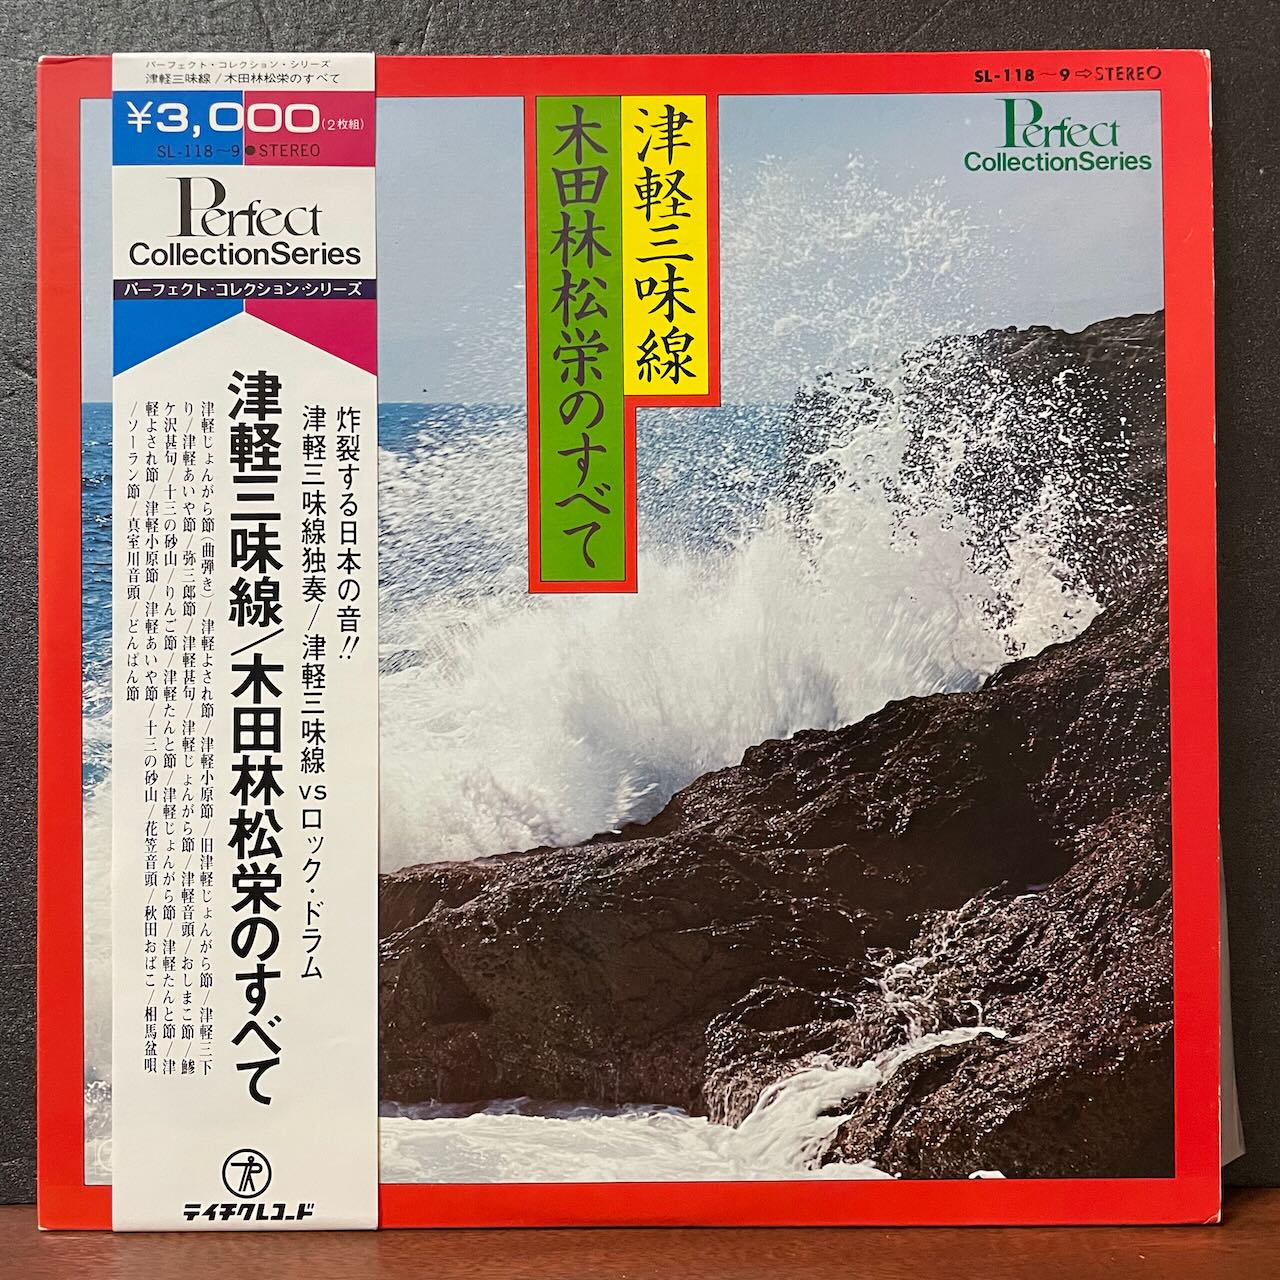 パーフェクト・コレクション・シリーズ
津軽三味線/木田林松栄のすべて
¥3,000(2枚組)
SL-118〜9●STEREO
Perfect
CollectionSeries
パーフェクト・コレクション・シリーズ
炸裂する日本の音!!
津軽三味線独奏/津軽三味線vsロック・ドラム
津軽三味線/木田林松栄のすべて
津軽じょんがら節(曲弾き)/津軽よされ節/津軽小原節/旧津軽じょんがら節/津軽三下
り/津軽あいや節/弥三郎節/津軽甚句/津軽じょんがら節/津軽音頭/おしまこ節/鰺
ケ沢甚句/十三の砂山/りんご節/津軽たんと節/津軽じょんがら節/津軽たんと節/津
軽よされ節/津軽小原節/津軽あいや節/十三の砂山/花笠音頭/秋田おばこ/相馬盆唄
/ソーラン節/真室川音頭/どんぱん節
テイチクレコード
SL-118〜9⇨STEREO
Perfect
CollectionSeries
津軽三味線
木田林松栄のすべて